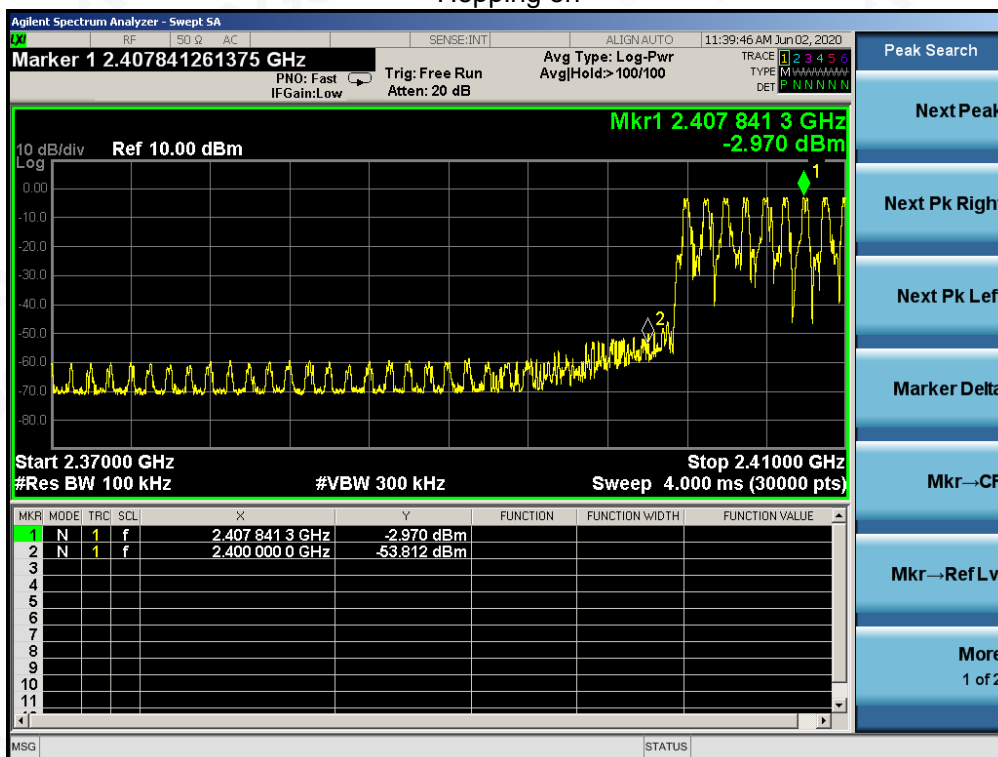 Hopping on
Agilent Spectrum Analyzer - Swept SA
LXI RF 50 Ω AC SENSE:INT ALIGN AUTO 11:39:46 AM Jun 02, 2020
Marker 1 2.407841261375 GHz Avg Type: Log-Pwr TRACE 1 2 3 4 5 6
PNO: Fast Trig: Free Run Avg|Hold:> 100/100 TYPE M WWWWW
IFGain:Low Atten: 20 dB DET P N N N N N
Mkr1 2.407 841 3 GHz
10 dB/div Ref 10.00 dBm -2.970 dBm
Log
1
0.00
-10.0
-20.0
-30.0
-40.0
2
-50.0
-60.0
-70.0
-80.0
Start 2.37000 GHz Stop 2.41000 GHz
#Res BW 100 kHz #VBW 300 kHz Sweep 4.000 ms (30000 pts)
MKR MODE TRC SCL X Y FUNCTION FUNCTION WIDTH FUNCTION VALUE
1 N 1 f 2.407 841 3 GHz -2.970 dBm
2 N 1 f 2.400 000 0 GHz -53.812 dBm
3
4
5
6
7
8
9
10
11
MSG STATUS
Peak Search
Next Peak
Next Pk Right
Next Pk Left
Marker Delta
Mkr→CF
Mkr→Ref Lv
More
1 of 2